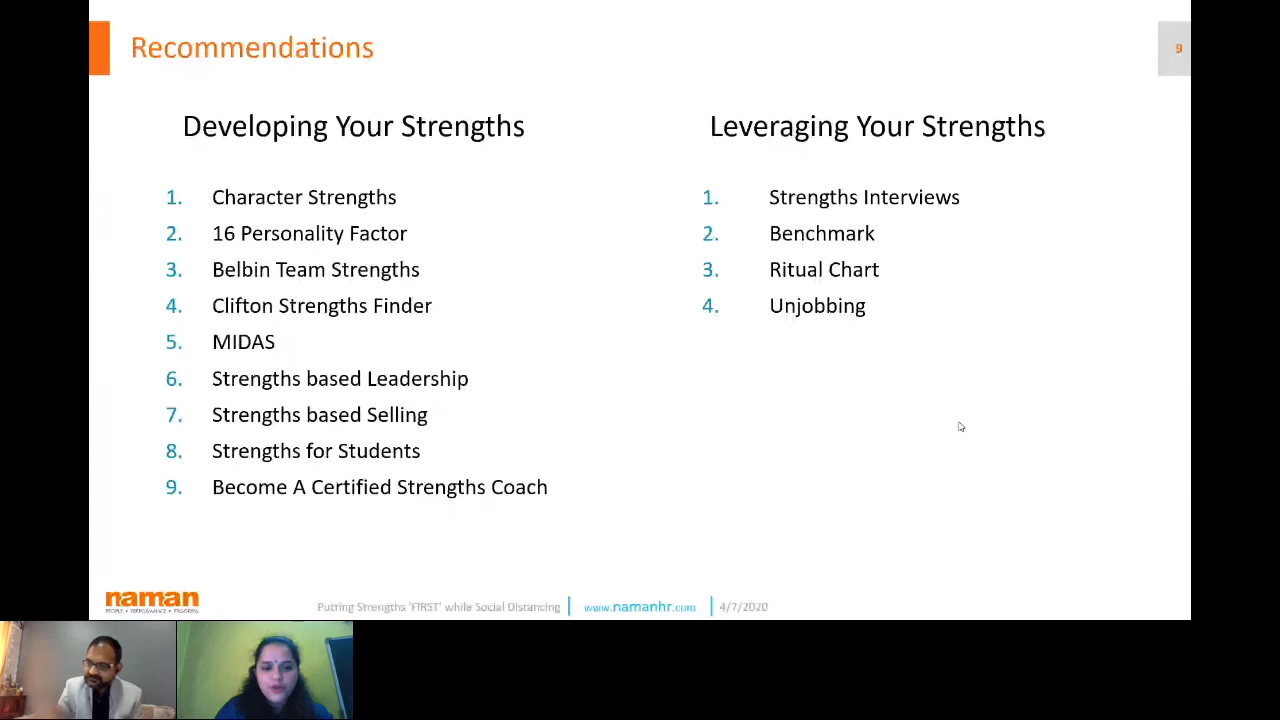 Recommendations
9
Developing Your Strengths
1. Character Strengths
2. 16 Personality Factor
3. Belbin Team Strengths
4. Clifton Strengths Finder
5. MIDAS
6. Strengths based Leadership
7. Strengths based Selling
8. Strengths for Students
9. Become A Certified Strengths Coach
Leveraging Your Strengths
1. Strengths Interviews
2. Benchmark
3. Ritual Chart
4. Unjobbing
naman
PEOPLE • PERFORMANCE • PROGRESS
Putting Strengths 'FIRST' while Social Distancing
www.namanhr.com
4/7/2020